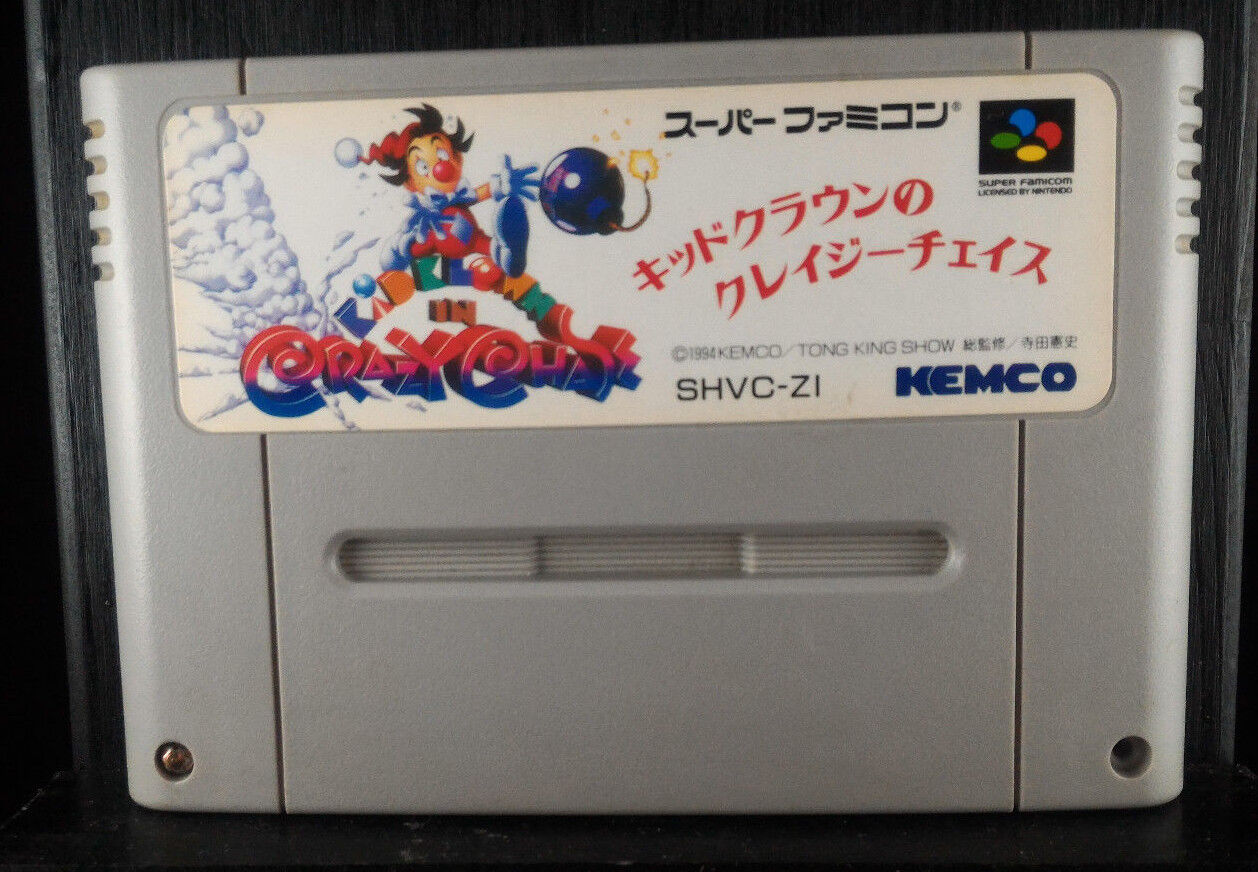 スーパーファミコン®
SUPER FAMICOM
LICENSED BY NINTENDO
キッドクラウンの
クレイジーチェイス
KID KLOWN
IN
CRAZY CHASE
©1994 KEMCO/TONG KING SHOW 総監修/寺田憲史
SHVC-ZI
KEMCO